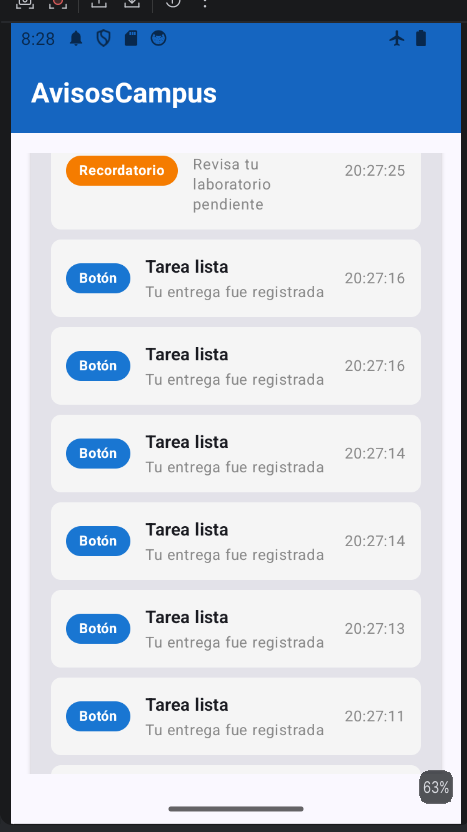 8:28
AvisosCampus
Recordatorio
Revisa tu
laboratorio
pendiente
20:27:25
Botón
Tarea lista
Tu entrega fue registrada
20:27:16
Botón
Tarea lista
Tu entrega fue registrada
20:27:16
Botón
Tarea lista
Tu entrega fue registrada
20:27:14
Botón
Tarea lista
Tu entrega fue registrada
20:27:14
Botón
Tarea lista
Tu entrega fue registrada
20:27:13
Botón
Tarea lista
Tu entrega fue registrada
20:27:11
63%